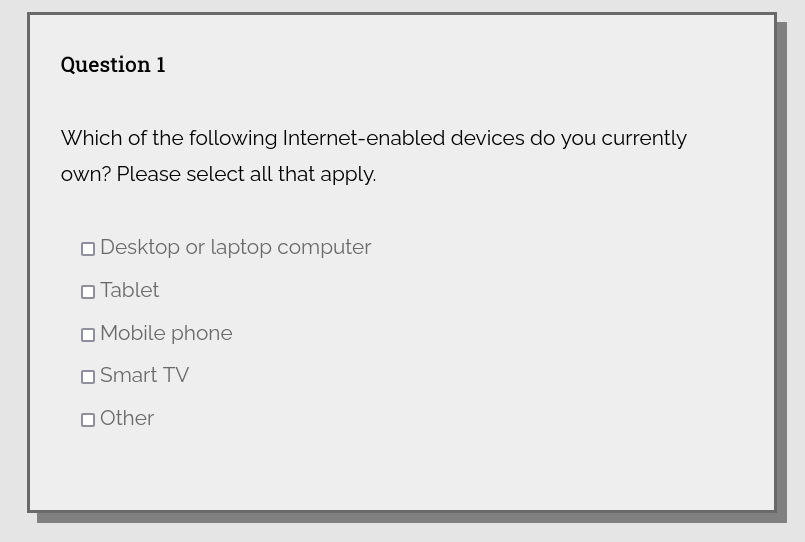 Question 1
Which of the following Internet-enabled devices do you currently
own? Please select all that apply.
Desktop or laptop computer
Tablet
Mobile phone
Smart TV
Other